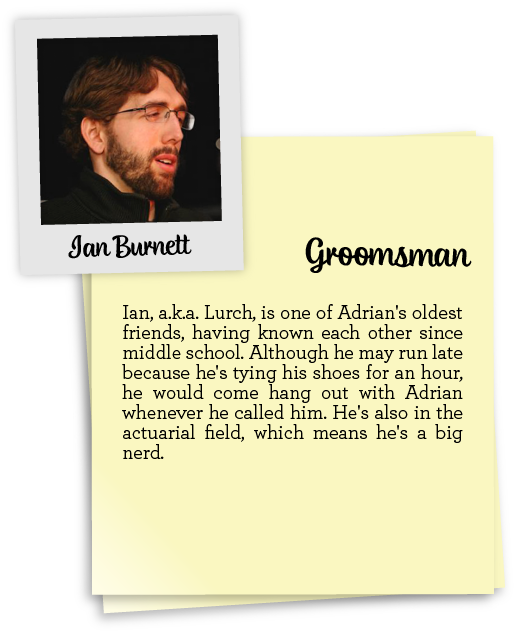 Ian Burnett
Groomsman
Ian, a.k.a. Lurch, is one of Adrian's oldest
friends, having known each other since
middle school. Although he may run late
because he's tying his shoes for an hour,
he would come hang out with Adrian
whenever he called him. He's also in the
actuarial field, which means he's a big
nerd.